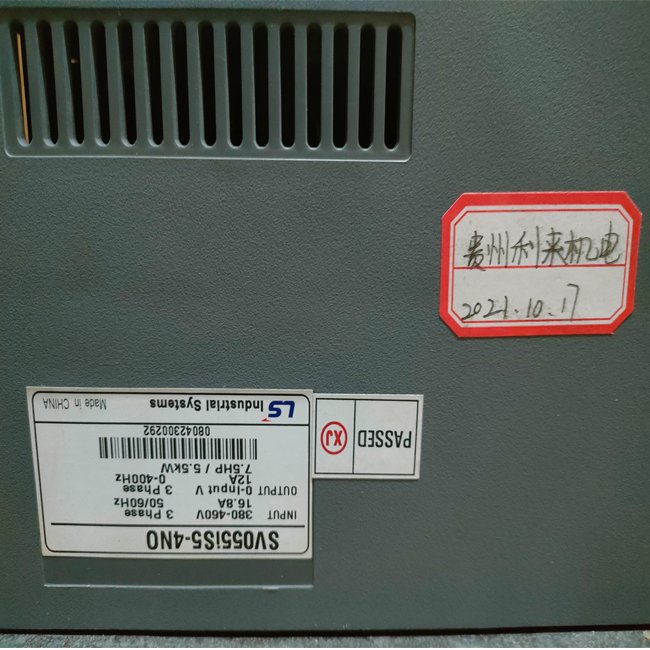 贵州利来机电
2021.10.17
SV055iS5-4NO
INPUT 380-460V 3 Phase
16.8A 50/60Hz
OUTPUT 0-Input V 3 Phase
12A 0-400Hz
7.5HP / 5.5kW
08042300292
LS Industrial Systems Made in CHINA
PASSED XJ